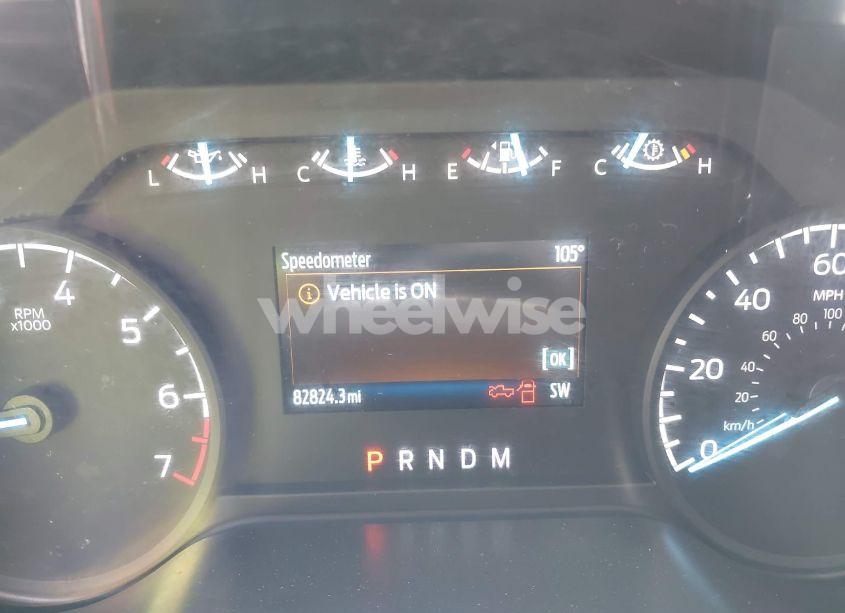 L H C H E F C H
Speedometer 105°
Vehicle is ON
wheelwise
[OK]
82824.3 mi SW
P R N D M
4
5
6
7
RPM
x1000
60
40
20
0
MPH
100
80
60
40
20
km/h